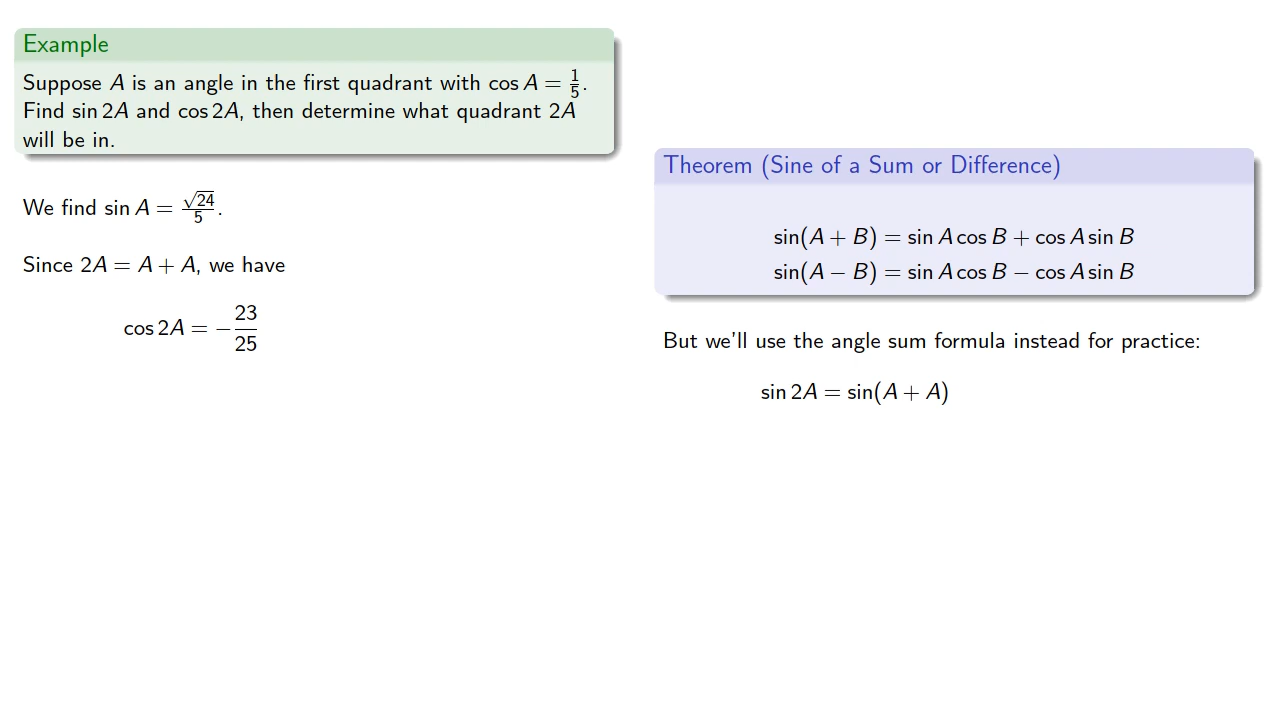 Example
Suppose A is an angle in the first quadrant with cos A = 1/5.
Find sin 2A and cos 2A, then determine what quadrant 2A
will be in.
We find sin A = √24/5.
Since 2A = A + A, we have
cos 2A = −23/25
Theorem (Sine of a Sum or Difference)
sin(A + B) = sin A cos B + cos A sin B
sin(A − B) = sin A cos B − cos A sin B
But we'll use the angle sum formula instead for practice:
sin 2A = sin(A + A)